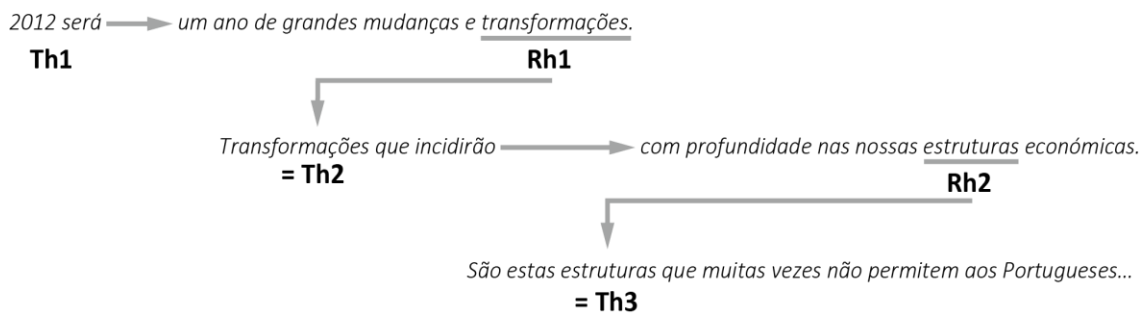 2012 será um ano de grandes mudanças e transformações.
Th1 Rh1
Transformações que incidirão com profundidade nas nossas estruturas económicas.
= Th2 Rh2
São estas estruturas que muitas vezes não permitem aos Portugueses...
= Th3